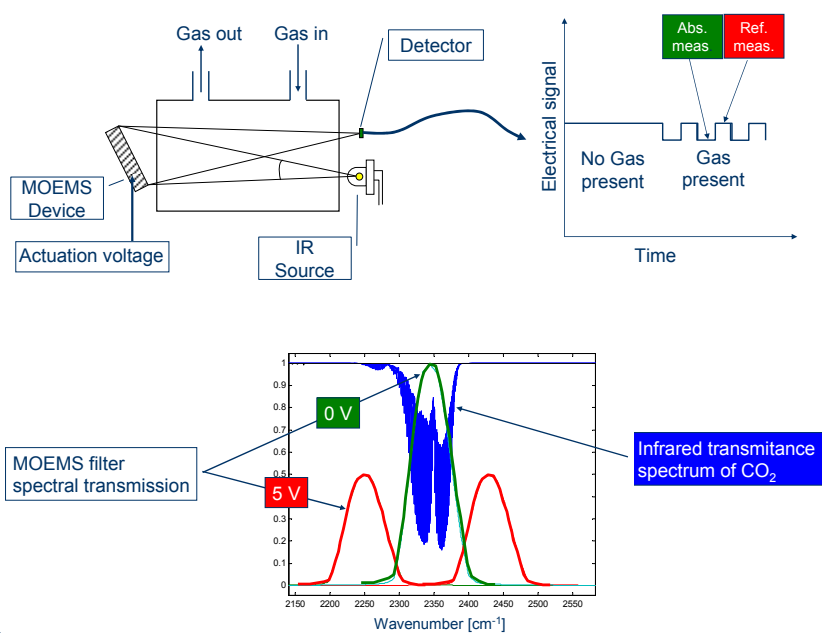 Gas out
Gas in
Detector
MOEMS
Device
Actuation voltage
IR
Source
Abs.
meas
Ref.
meas.
Electrical signal
No Gas
present
Gas
present
Time
1
0.9
0.8
0.7
0.6
0.5
0.4
0.3
0.2
0.1
0
0 V
5 V
MOEMS filter
spectral transmission
Infrared transmitance
spectrum of CO2
2150 2200 2250 2300 2350 2400 2450 2500 2550
Wavenumber [cm-1]